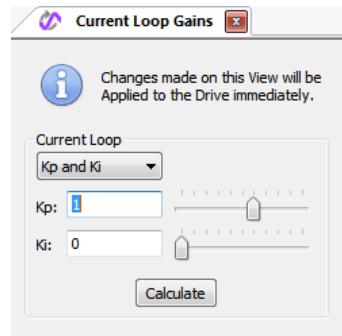 Current Loop Gains
Changes made on this View will be
Applied to the Drive immediately.
Current Loop
Kp and Ki
Kp: 1
Ki: 0
Calculate